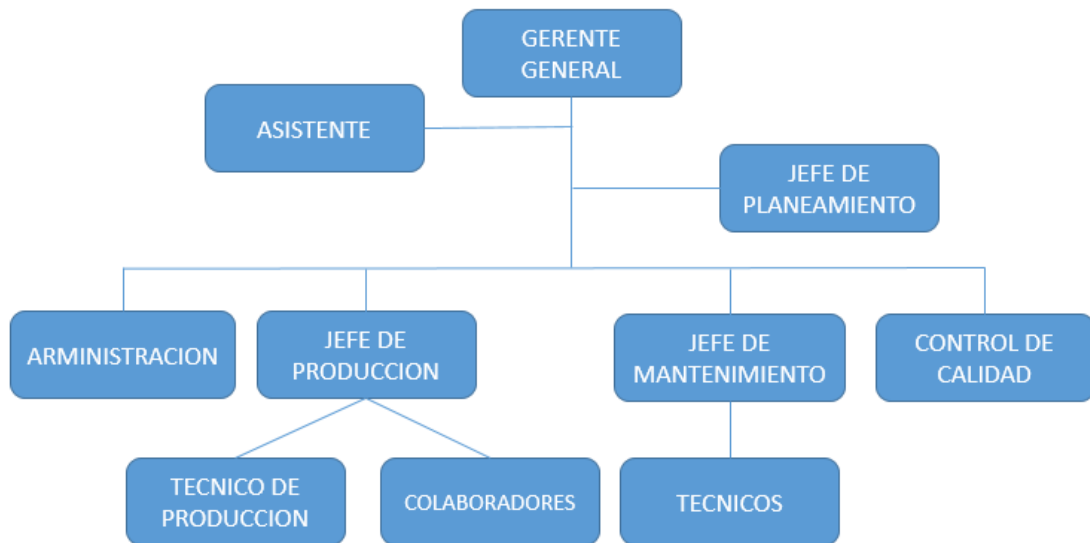 GERENTE
GENERAL
ASISTENTE
JEFE DE
PLANEAMIENTO
ARMINISTRACION
JEFE DE
PRODUCCION
JEFE DE
MANTENIMIENTO
CONTROL DE
CALIDAD
TECNICO DE
PRODUCCION
COLABORADORES
TECNICOS